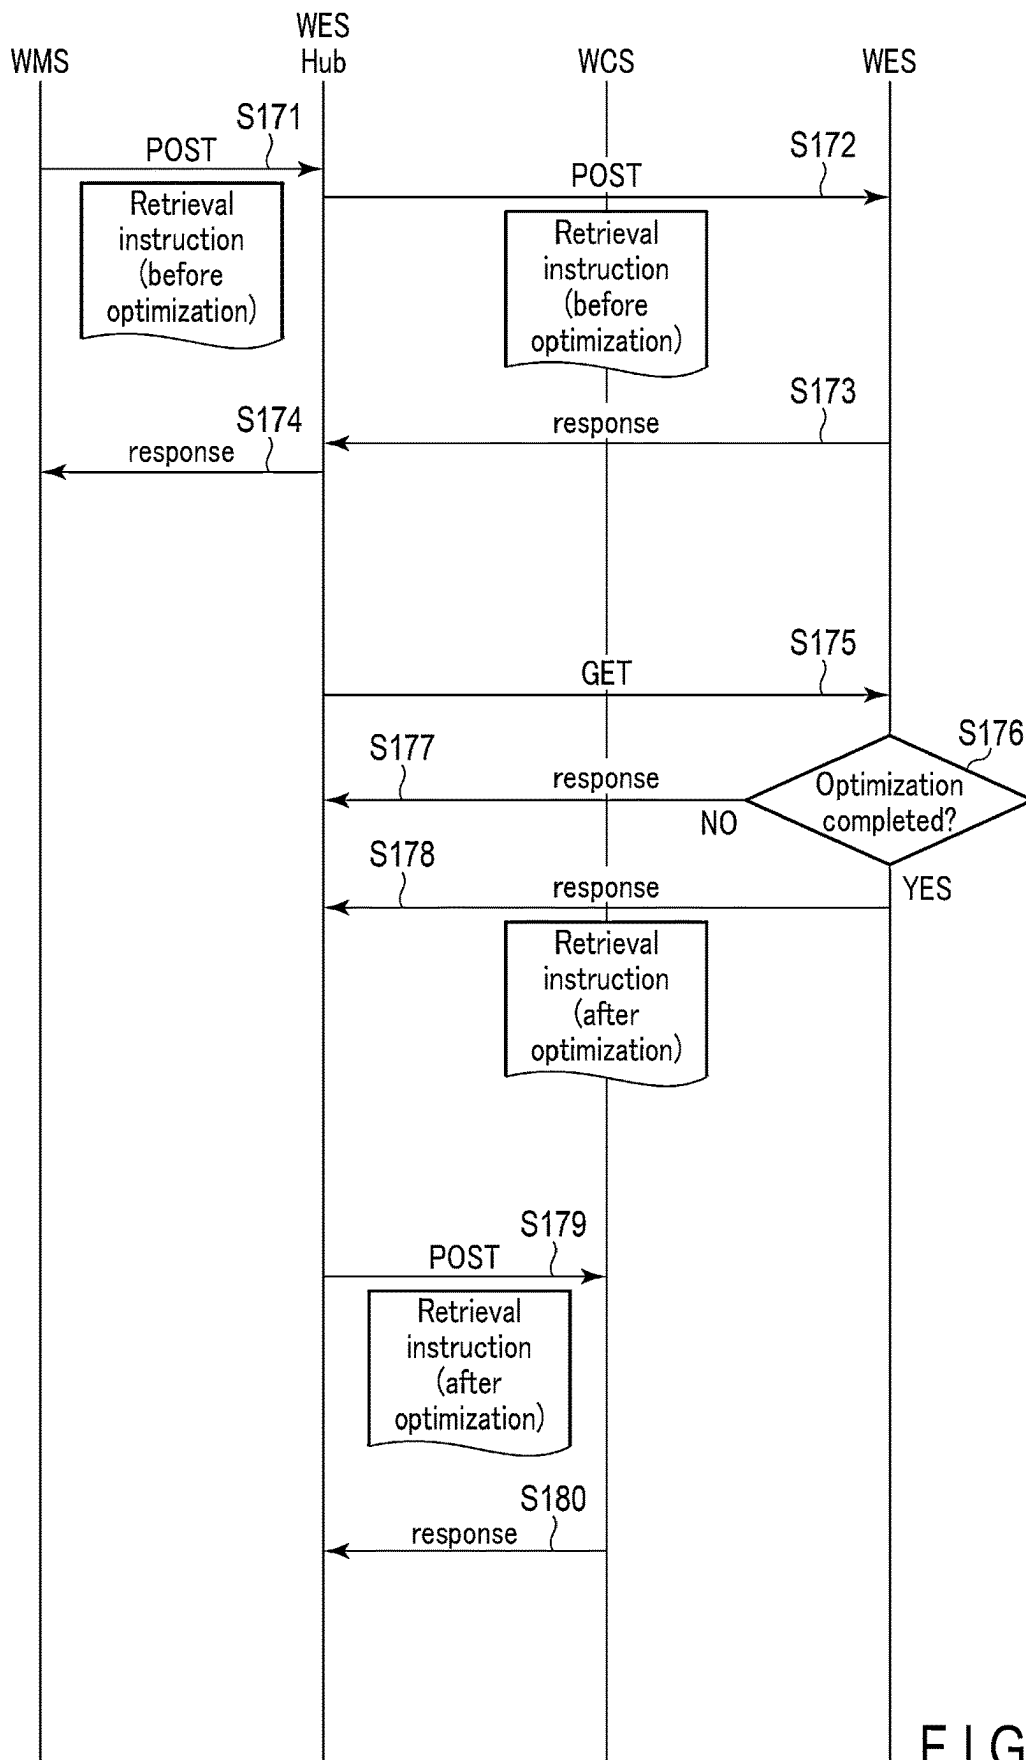 WMS
WES
Hub
WCS
WES
S171
POST
Retrieval
instruction
(before
optimization)
S172
POST
Retrieval
instruction
(before
optimization)
S173
response
S174
response
S175
GET
S176
Optimization
completed?
S177
response
NO
S178
response
YES
Retrieval
instruction
(after
optimization)
S179
POST
Retrieval
instruction
(after
optimization)
S180
response
FIG